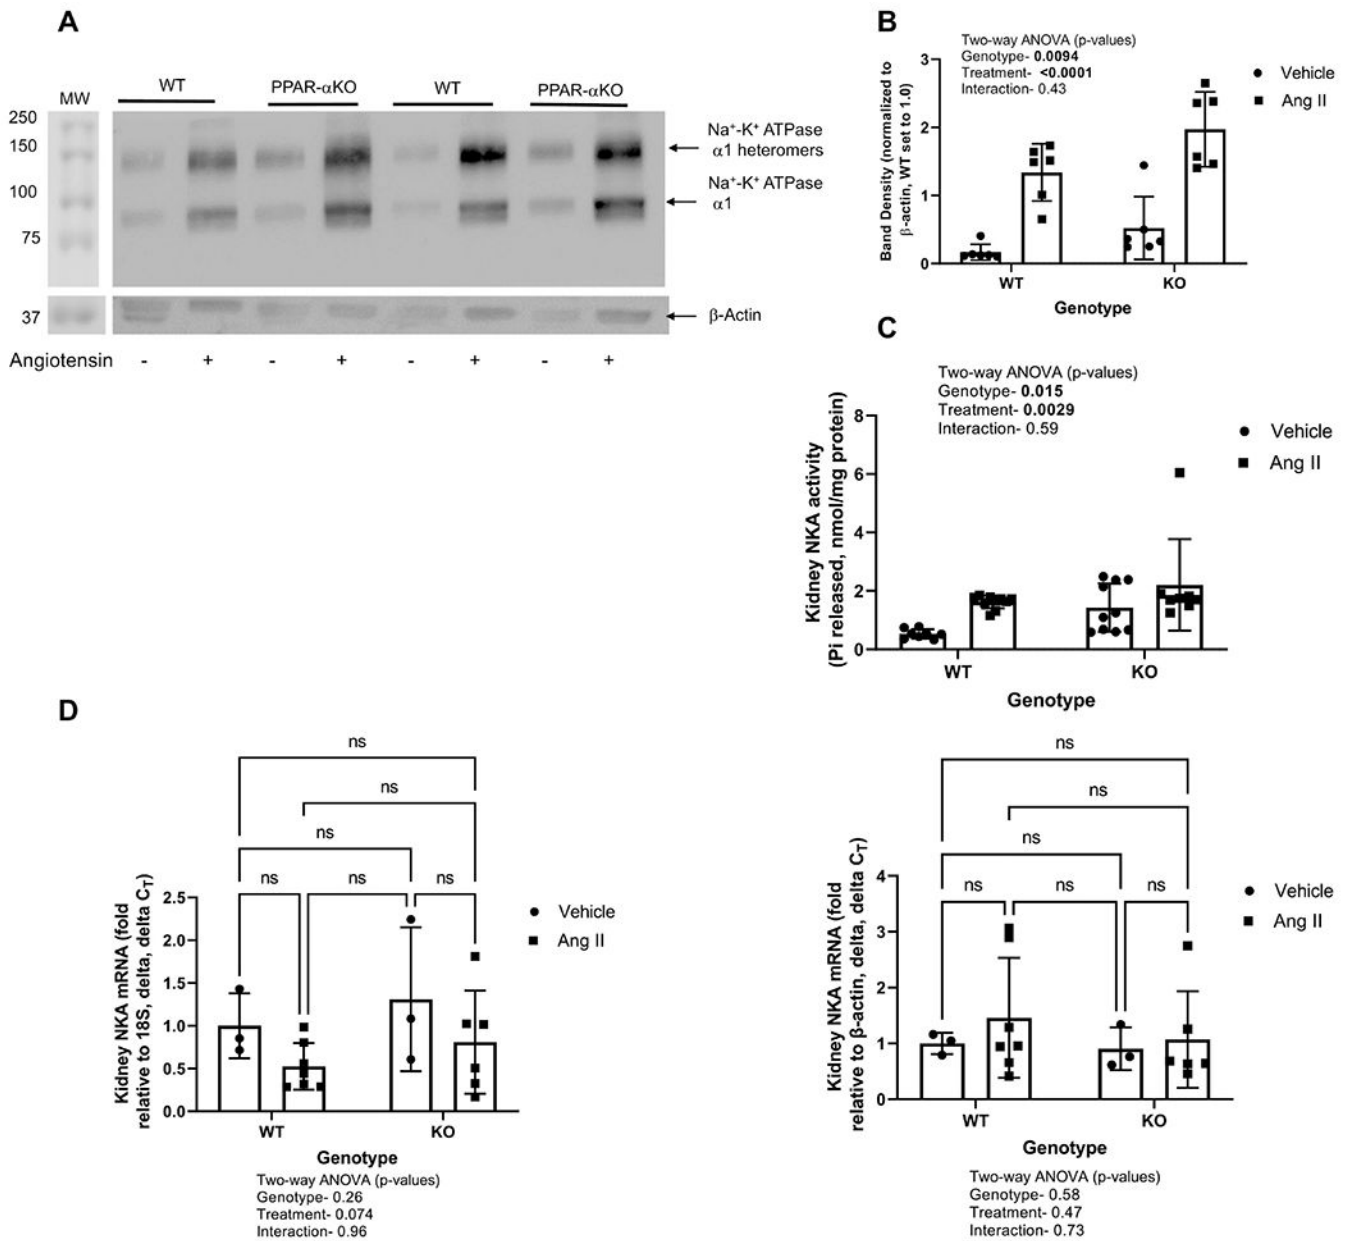 A
WT
PPAR-αKO
WT
PPAR-αKO
MW
250
150
100
75
37
Na⁺-K⁺ ATPase
α1 heteromers
Na⁺-K⁺ ATPase
α1
β-Actin
Angiotensin - + - + - + - +
B
Two-way ANOVA (p-values)
Genotype- 0.0094
Treatment- <0.0001
Interaction- 0.43
Vehicle
Ang II
Band Density (normalized to
β-actin, WT set to 1.0)
3
2
1
0
WT
KO
Genotype
C
Two-way ANOVA (p-values)
Genotype- 0.015
Treatment- 0.0029
Interaction- 0.59
Vehicle
Ang II
Kidney NKA activity
(Pi released, nmol/mg protein)
8
6
4
2
0
WT
KO
Genotype
D
ns
ns
ns
ns
ns
ns
Kidney NKA mRNA (fold
relative to 18S, delta, delta C_T)
2.5
2.0
1.5
1.0
0.5
0.0
Vehicle
Ang II
WT
KO
Genotype
Two-way ANOVA (p-values)
Genotype- 0.26
Treatment- 0.074
Interaction- 0.96
ns
ns
ns
ns
ns
ns
Kidney NKA mRNA (fold
relative to β-actin, delta, delta C_T)
4
3
2
1
0
Vehicle
Ang II
WT
KO
Genotype
Two-way ANOVA (p-values)
Genotype- 0.58
Treatment- 0.47
Interaction- 0.73